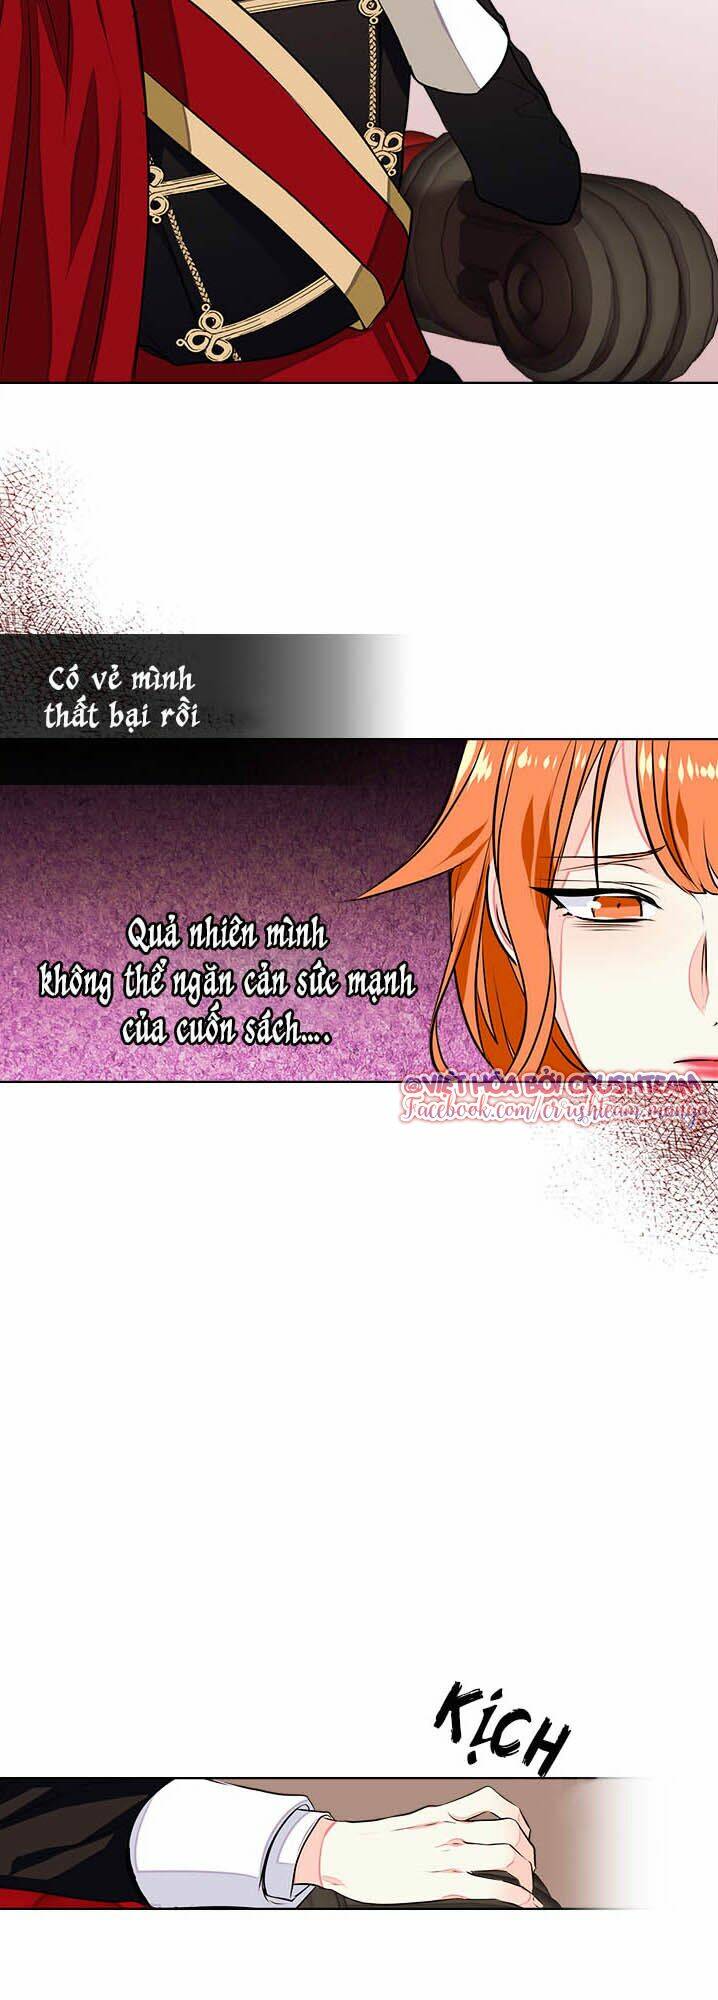 Có vẻ mình
thất bại rồi
Quả nhiên mình
không thể ngăn cản sức mạnh
của cuốn sách....
©VIỆT HÓA BỞI CRUSHTEAM
Facebook.com/crushteam.manga
KỊCH